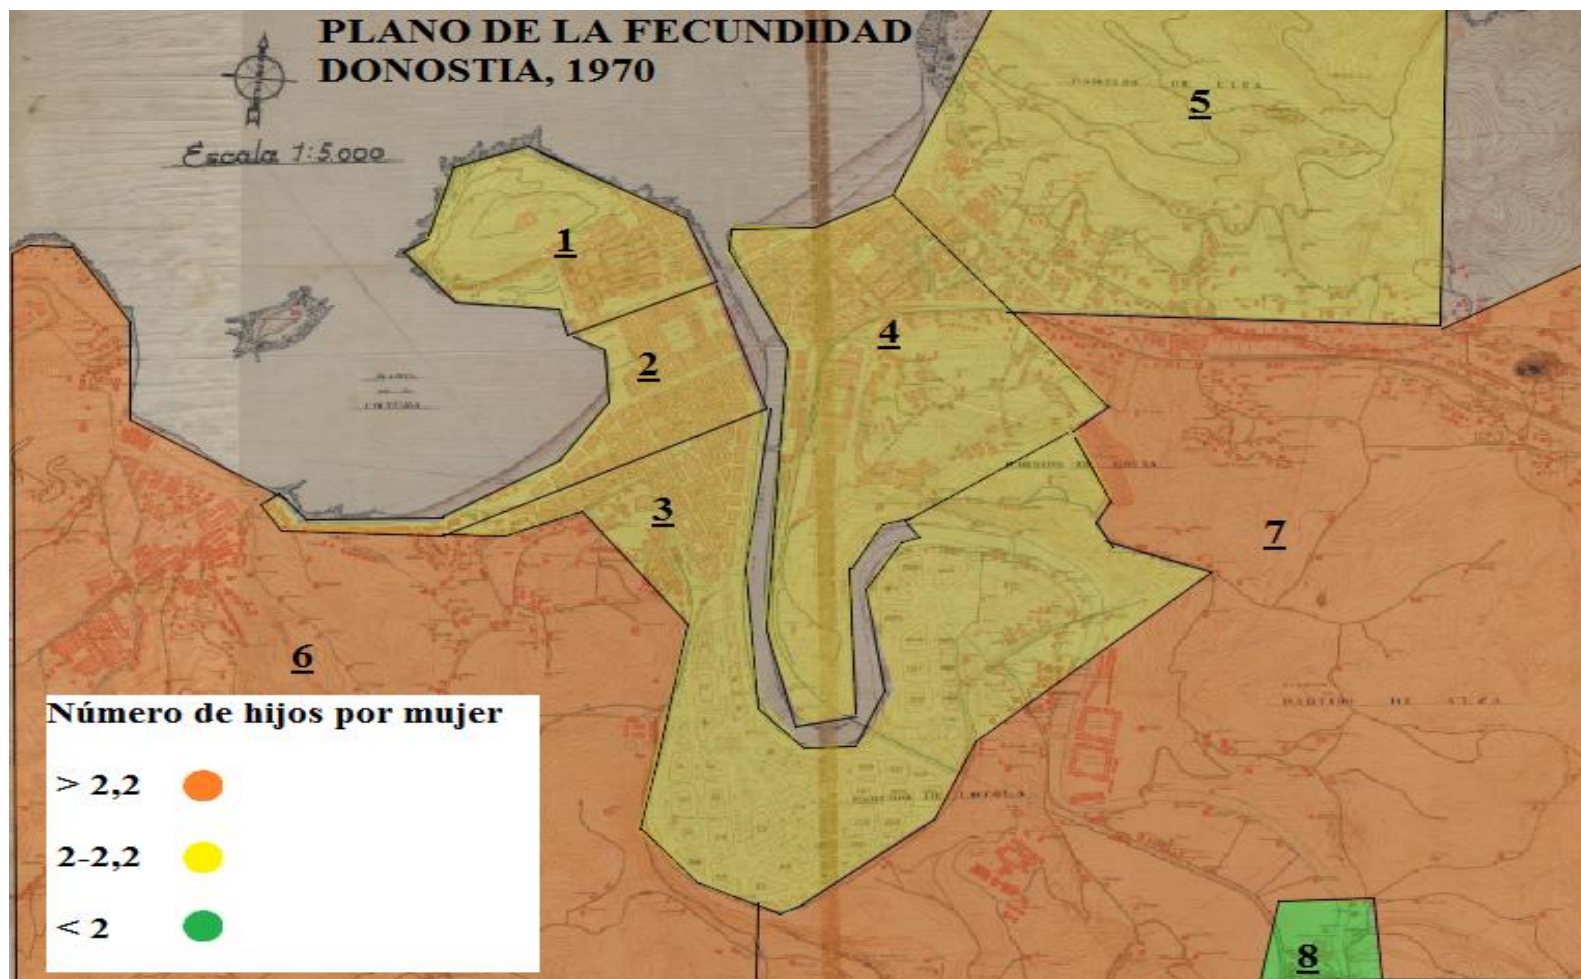 PLANO DE LA FECUNDIDAD
DONOSTIA, 1970
Escala 1:5.000
5
1
4
2
3
7
6
Número de hijos por mujer
> 2,2
2-2,2
< 2
8